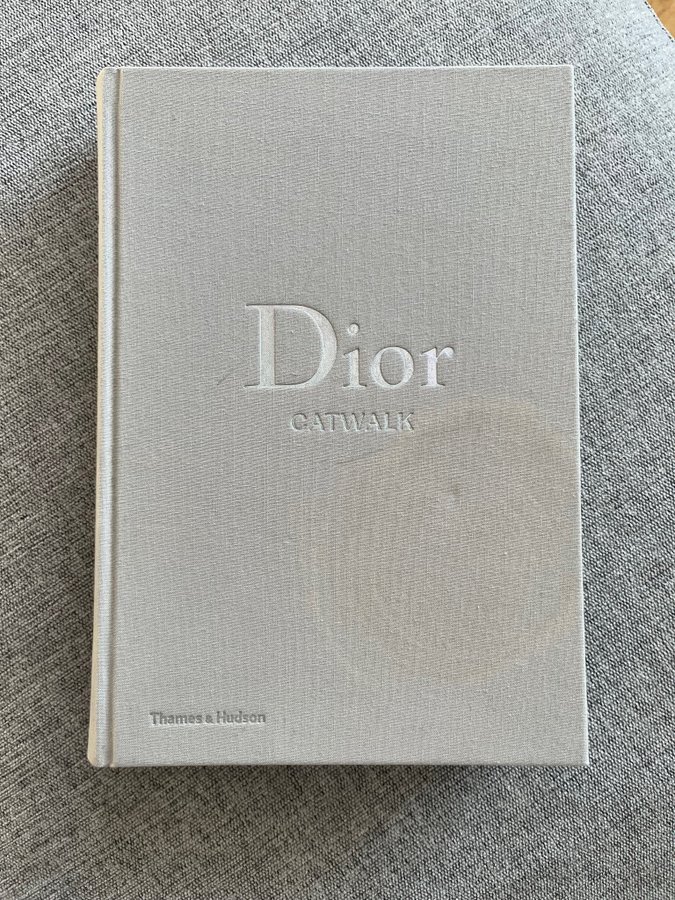 Dior
CATWALK
Thames & Hudson